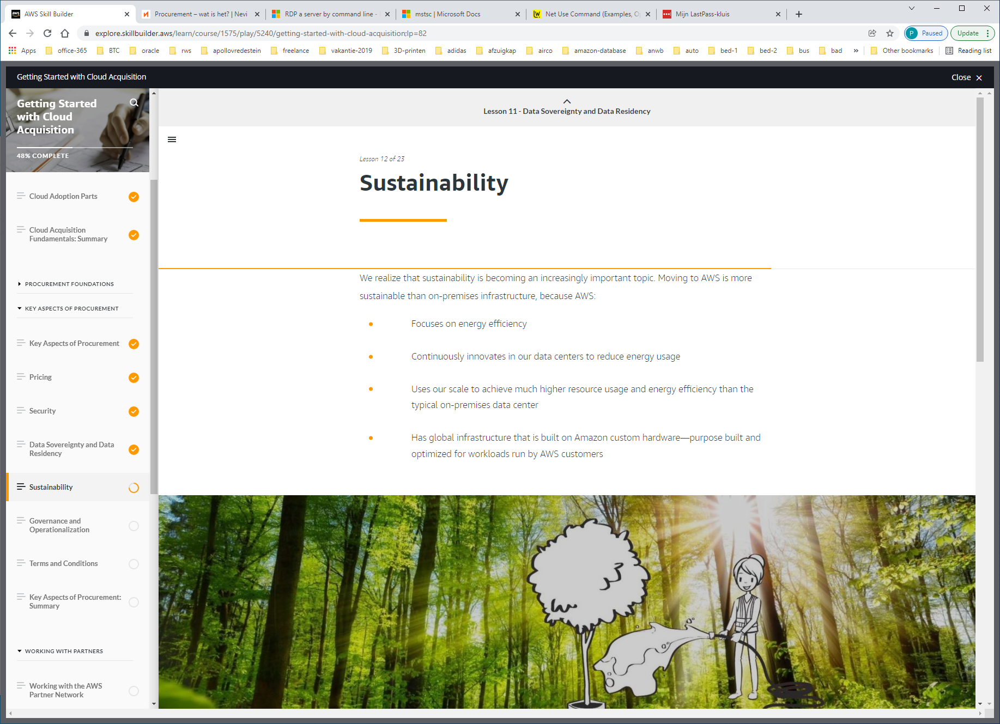 AWS Skill Builder
Procurement – wat is het? | Nevi
RDP a server by command line -
mstsc | Microsoft Docs
Net Use Command (Examples, O
Mijn LastPass-kluis
explore.skillbuilder.aws/learn/course/1575/play/5240/getting-started-with-cloud-acquisition;lp=82
P Paused
Update
Apps office-365 BTC oracle rws apollovredestein freelance vakantie-2019 3D-printen adidas afzuigkap airco amazon-database anwb auto bed-1 bed-2 bus bad » Other bookmarks Reading list
Getting Started with Cloud Acquisition
Close
Getting Started
with Cloud
Acquisition
48% COMPLETE
Cloud Adoption Parts
Cloud Acquisition
Fundamentals: Summary
PROCUREMENT FOUNDATIONS
KEY ASPECTS OF PROCUREMENT
Key Aspects of Procurement
Pricing
Security
Data Sovereignty and Data
Residency
Sustainability
Governance and
Operationalization
Terms and Conditions
Key Aspects of Procurement:
Summary
WORKING WITH PARTNERS
Working with the AWS
Partner Network
Lesson 11 - Data Sovereignty and Data Residency
Lesson 12 of 23
Sustainability
We realize that sustainability is becoming an increasingly important topic. Moving to AWS is more
sustainable than on-premises infrastructure, because AWS:
Focuses on energy efficiency
Continuously innovates in our data centers to reduce energy usage
Uses our scale to achieve much higher resource usage and energy efficiency than the
typical on-premises data center
Has global infrastructure that is built on Amazon custom hardware—purpose built and
optimized for workloads run by AWS customers